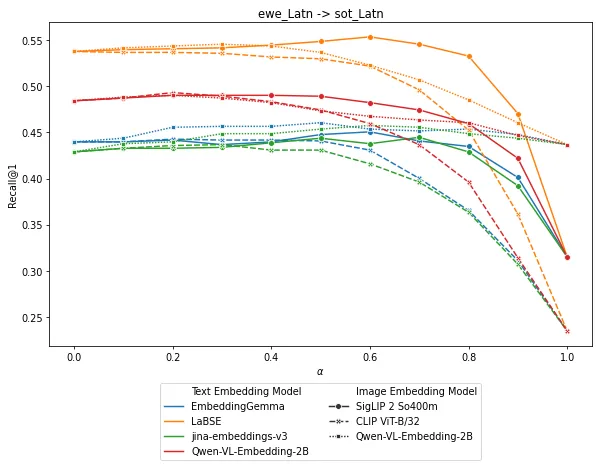 ewe_Latn -> sot_Latn
0.55
0.50
0.45
0.40
0.35
0.30
0.25
Recall@1
0.0 0.2 0.4 0.6 0.8 1.0
α
Text Embedding Model
EmbeddingGemma
LaBSE
jina-embeddings-v3
Qwen-VL-Embedding-2B
Image Embedding Model
SigLIP 2 So400m
CLIP ViT-B/32
Qwen-VL-Embedding-2B